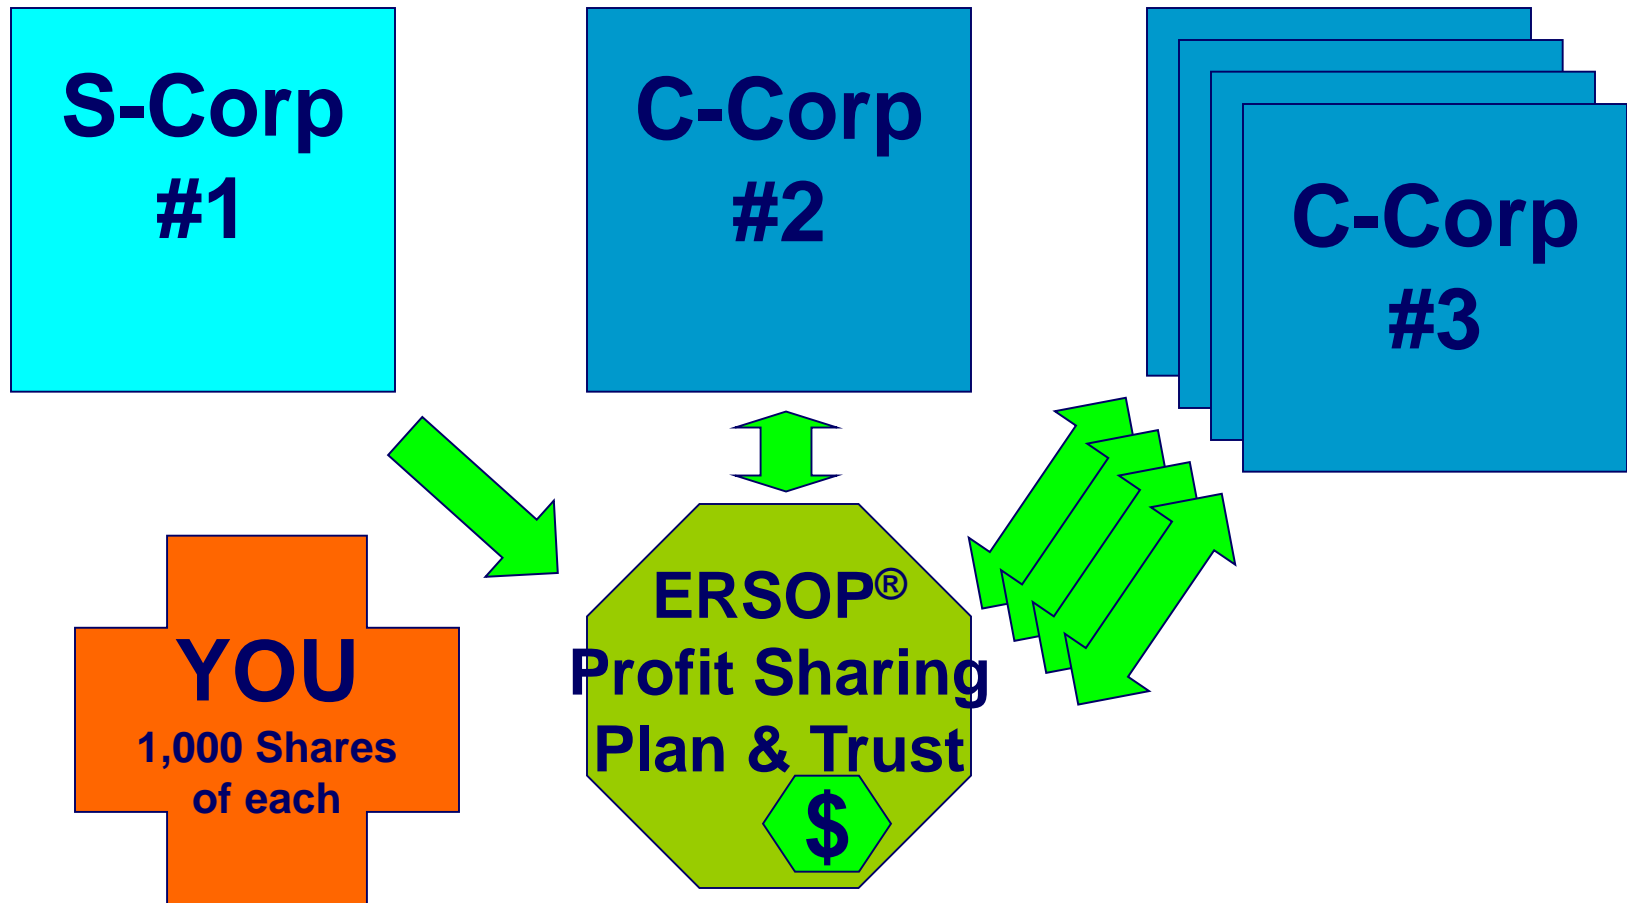 S-Corp
#1
C-Corp
#2
C-Corp
#3
YOU
1,000 Shares
of each
ERSOP®
Profit Sharing
Plan & Trust
$